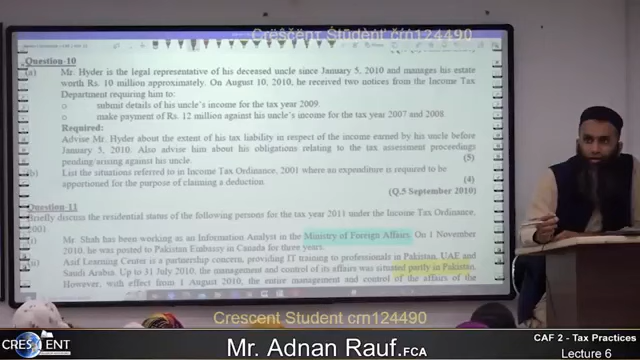 Crescent Student crn124490
Question-10
(a) Mr. Hyder is the legal representative of his deceased uncle since January 5, 2010 and manages his estate
worth Rs. 10 million approximately. On August 10, 2010, he received two notices from the Income Tax
Department requiring him to:
o submit details of his uncle's income for the tax year 2009.
o make payment of Rs. 12 million against his uncle's income for the tax year 2007 and 2008.
Required:
Advise Mr. Hyder about the extent of his tax liability in respect of the income earned by his uncle before
January 5, 2010. Also advise him about his obligations relating to the tax assessment proceedings
pending/arising against his uncle. (5)
(b) List the situations referred to in Income Tax Ordinance, 2001 where an expenditure is required to be
apportioned for the purpose of claiming a deduction. (4)
(Q.5 September 2010)
Question-11
Briefly discuss the residential status of the following persons for the tax year 2011 under the Income Tax Ordinance,
2001
(i) Mr. Shah has been working as an Information Analyst in the Ministry of Foreign Affairs. On 1 November
2010, he was posted to Pakistan Embassy in Canada for three years.
(ii) Asif Learning Center is a partnership concern, providing IT training to professionals in Pakistan, UAE and
Saudi Arabia. Up to 31 July 2010, the management and control of its affairs was situated partly in Pakistan.
However, with effect from 1 August 2010, the entire management and control of the affairs of the
Crescent Student crn124490
CRESCENT
Mr. Adnan Rauf.FCA
CAF 2 - Tax Practices
Lecture 6